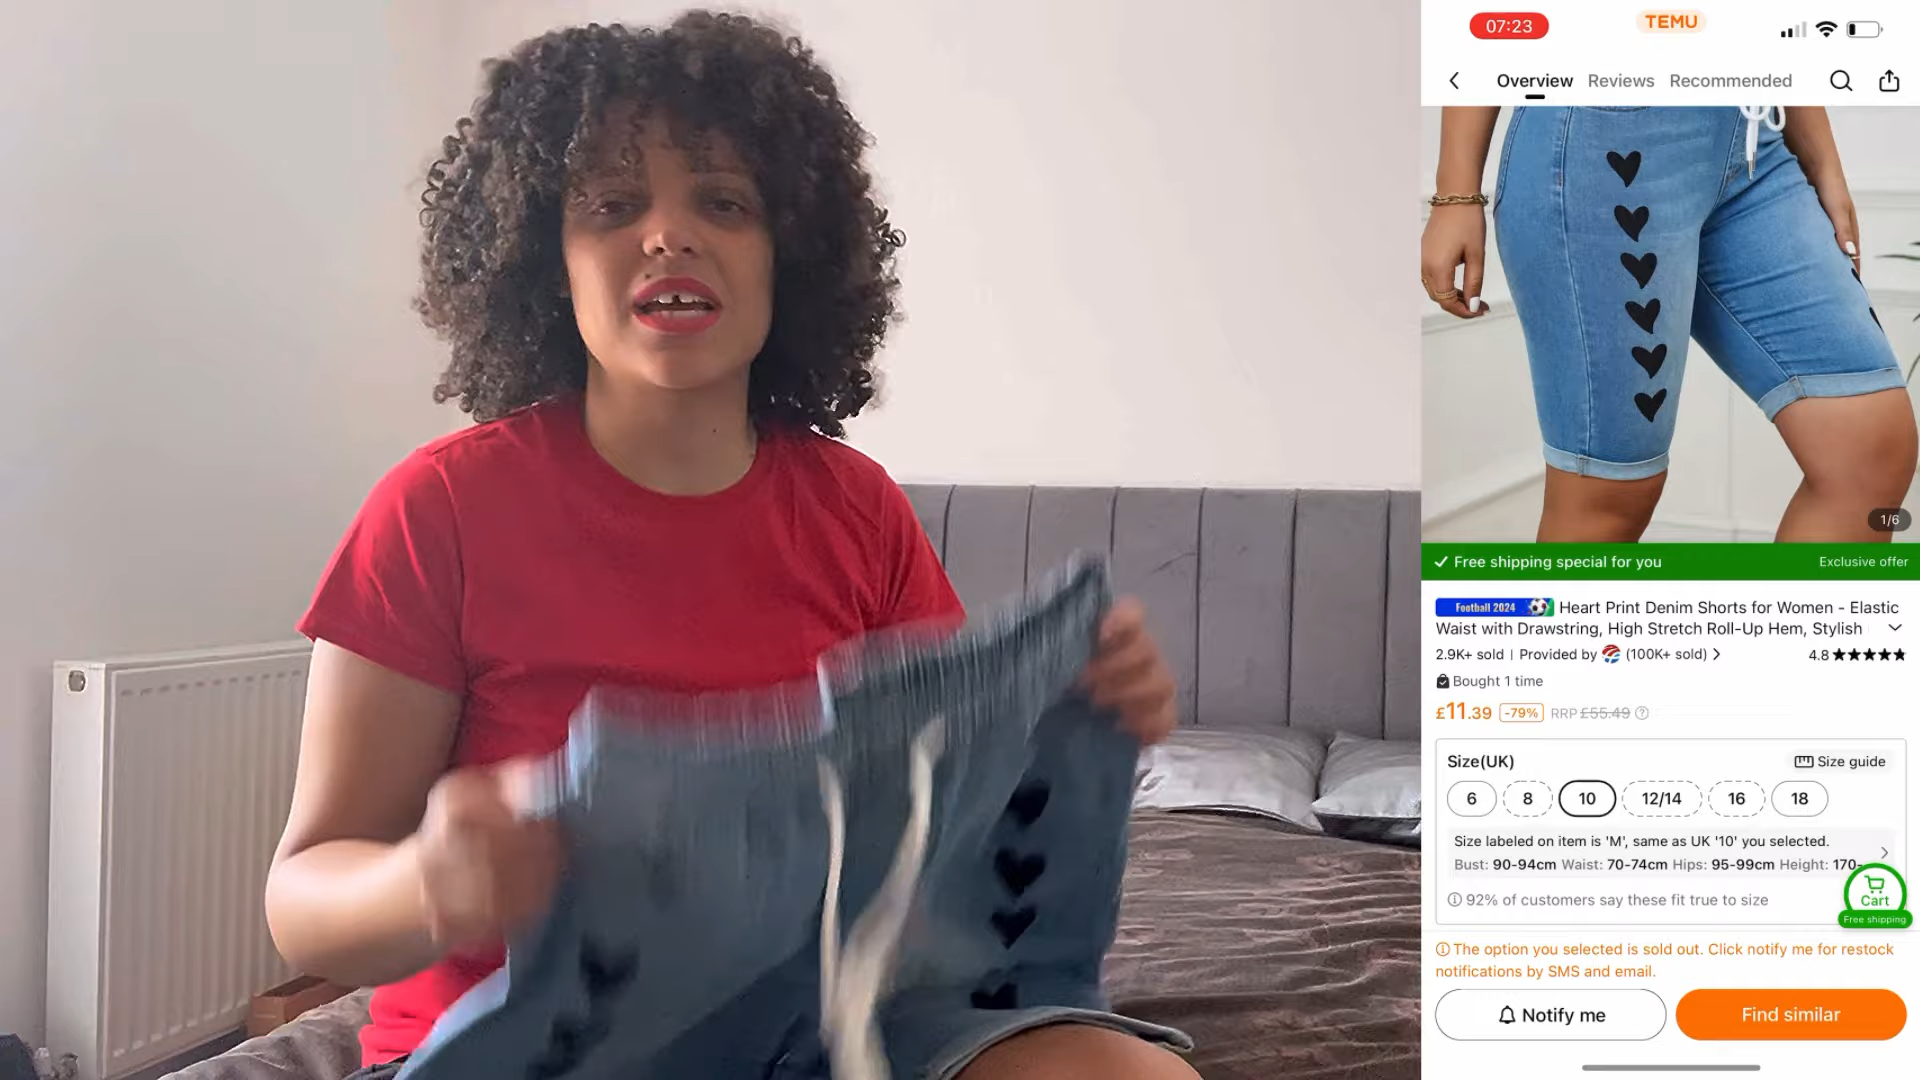 07:23
TEMU
Overview Reviews Recommended
1/6
Free shipping special for you Exclusive offer
Football 2024 Heart Print Denim Shorts for Women - Elastic
Waist with Drawstring, High Stretch Roll-Up Hem, Stylish
2.9K+ sold | Provided by (100K+ sold) 4.8
Bought 1 time
£11.39 -79% RRP £55.49
Size(UK) Size guide
6 8 10 12/14 16 18
Size labeled on item is 'M', same as UK '10' you selected.
Bust: 90-94cm Waist: 70-74cm Hips: 95-99cm Height: 170-
92% of customers say these fit true to size
Cart
Free shipping
The option you selected is sold out. Click notify me for restock
notifications by SMS and email.
Notify me Find similar